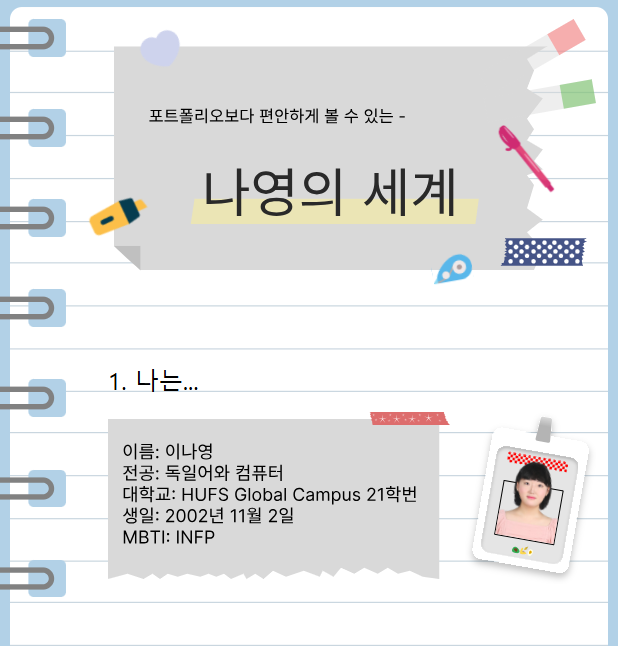 포트폴리오보다 편안하게 볼 수 있는 -
나영의 세계
1. 나는...
이름: 이나영
전공: 독일어와 컴퓨터
대학교: HUFS Global Campus 21학번
생일: 2002년 11월 2일
MBTI: INFP